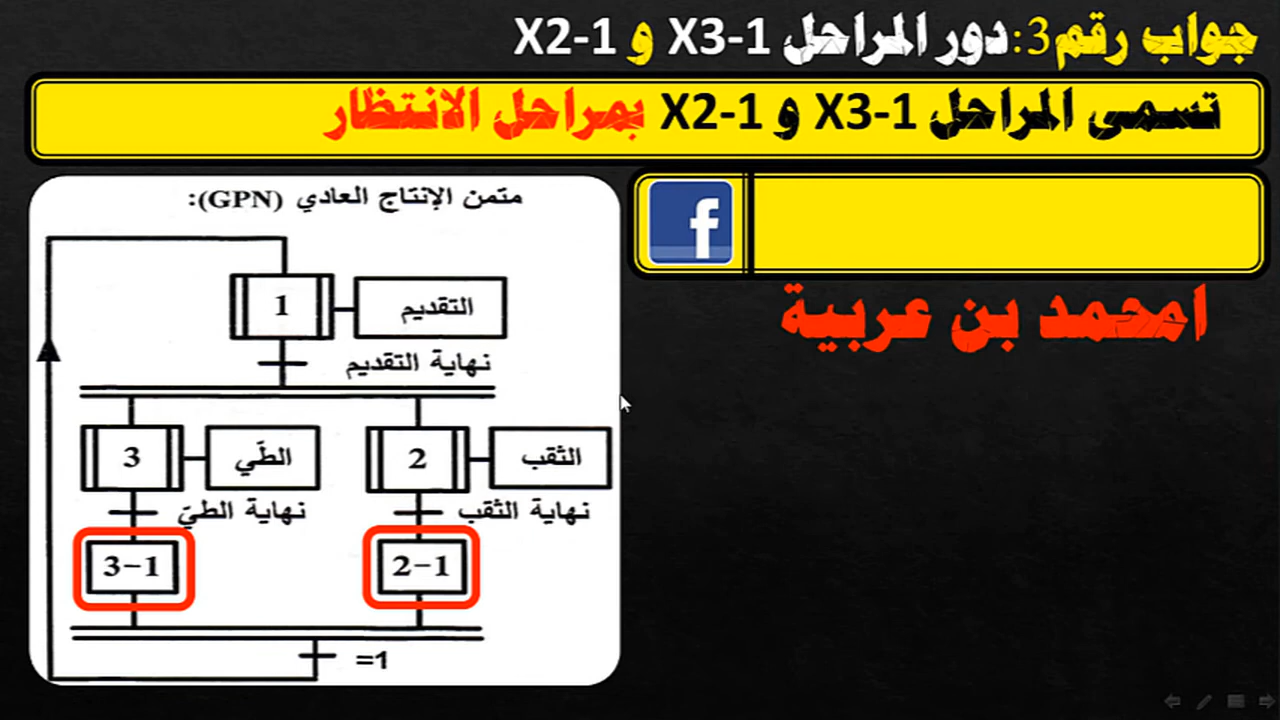 جواب رقم3:دور المراحل X3-1 و X2-1
تسمى المراحل X3-1 و X2-1 بمراحل الانتظار
f
امحمد بن عربية
متمن الإنتاج العادي (GPN):
1
التقديم
نهاية التقديم
3
الطّي
2
الثقب
نهاية الطيّ
نهاية الثقب
3-1
2-1
=1